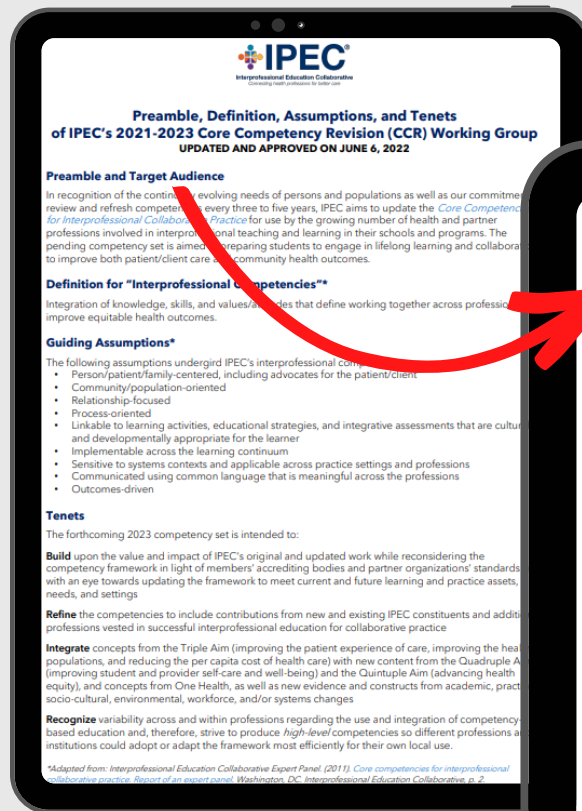 IPEC®
Interprofessional Education Collaborative
Connecting health professions for better care
Preamble, Definition, Assumptions, and Tenets
of IPEC's 2021-2023 Core Competency Revision (CCR) Working Group
UPDATED AND APPROVED ON JUNE 6, 2022
Preamble and Target Audience
In recognition of the evolving needs of persons and populations as well as our
review and refresh every three to five years, IPEC aims to update the Core
for Interprofessional Practice for use by the growing number of health and partner
professions involved in teaching and learning in their schools and programs. The
pending competency set is aimed preparing students to engage in lifelong learning and
to improve both patient/client care community health outcomes.
Definition for "Interprofessional Competencies"*
Integration of knowledge, skills, and that define working together across
improve equitable health outcomes.
Guiding Assumptions*
The following assumptions undergird IPEC's interprofessional
• Person/patient/family-centered, including advocates for the patient/client
• Community/population-oriented
• Relationship-focused
• Process-oriented
• Linkable to learning activities, educational strategies, and integrative assessments that are
and developmentally appropriate for the learner
• Implementable across the learning continuum
• Sensitive to systems contexts and applicable across practice settings and professions
• Communicated using common language that is meaningful across the professions
• Outcomes-driven
Tenets
The forthcoming 2023 competency set is intended to:
Build upon the value and impact of IPEC's original and updated work while reconsidering the
competency framework in light of members' accrediting bodies and partner organizations' standards,
with an eye towards updating the framework to meet current and future learning and practice assets,
needs, and settings
Refine the competencies to include contributions from new and existing IPEC constituents and
professions vested in successful interprofessional education for collaborative practice
Integrate concepts from the Triple Aim (improving the patient experience of care, improving the
populations, and reducing the per capita cost of health care) with new content from the Quadruple
(improving student and provider self-care and well-being) and the Quintuple Aim (advancing health
equity), and concepts from One Health, as well as new evidence and constructs from academic,
socio-cultural, environmental, workforce, and/or systems changes
Recognize variability across and within professions regarding the use and integration of competency-
based education and, therefore, strive to produce high-level competencies so different professions
institutions could adopt or adapt the framework most efficiently for their own local use.
*Adapted from: Interprofessional Education Collaborative Expert Panel. (2011). Core competencies for interprofessional
collaborative practice. Report of an expert panel. Washington, DC. Interprofessional Education Collaborative, p. 2.